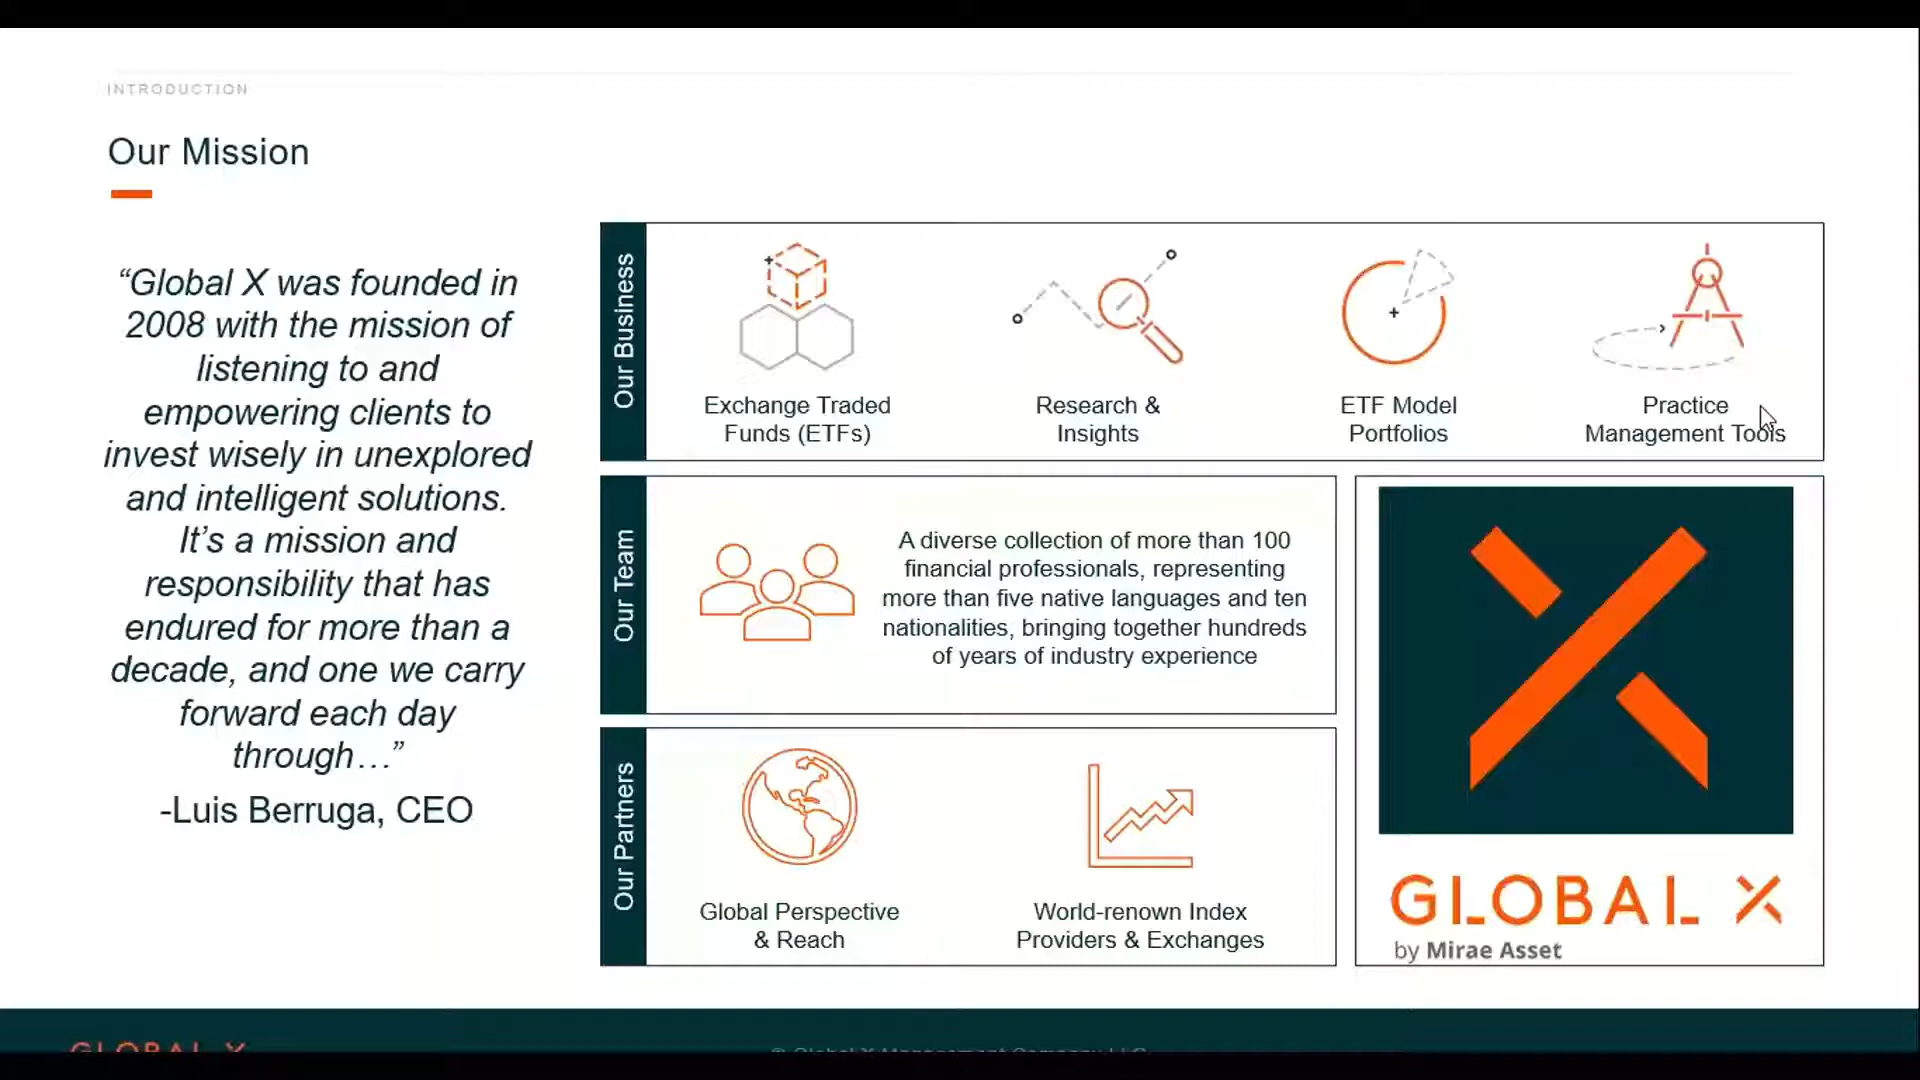 INTRODUCTION
Our Mission
“Global X was founded in
2008 with the mission of
listening to and
empowering clients to
invest wisely in unexplored
and intelligent solutions.
It’s a mission and
responsibility that has
endured for more than a
decade, and one we carry
forward each day
through…”
-Luis Berruga, CEO
Our Business
Exchange Traded
Funds (ETFs)
Research &
Insights
ETF Model
Portfolios
Practice
Management Tools
Our Team
A diverse collection of more than 100
financial professionals, representing
more than five native languages and ten
nationalities, bringing together hundreds
of years of industry experience
Our Partners
Global Perspective
& Reach
World-renown Index
Providers & Exchanges
GLOBAL X
by Mirae Asset
GLOBAL X
© Global X Management Company LLC